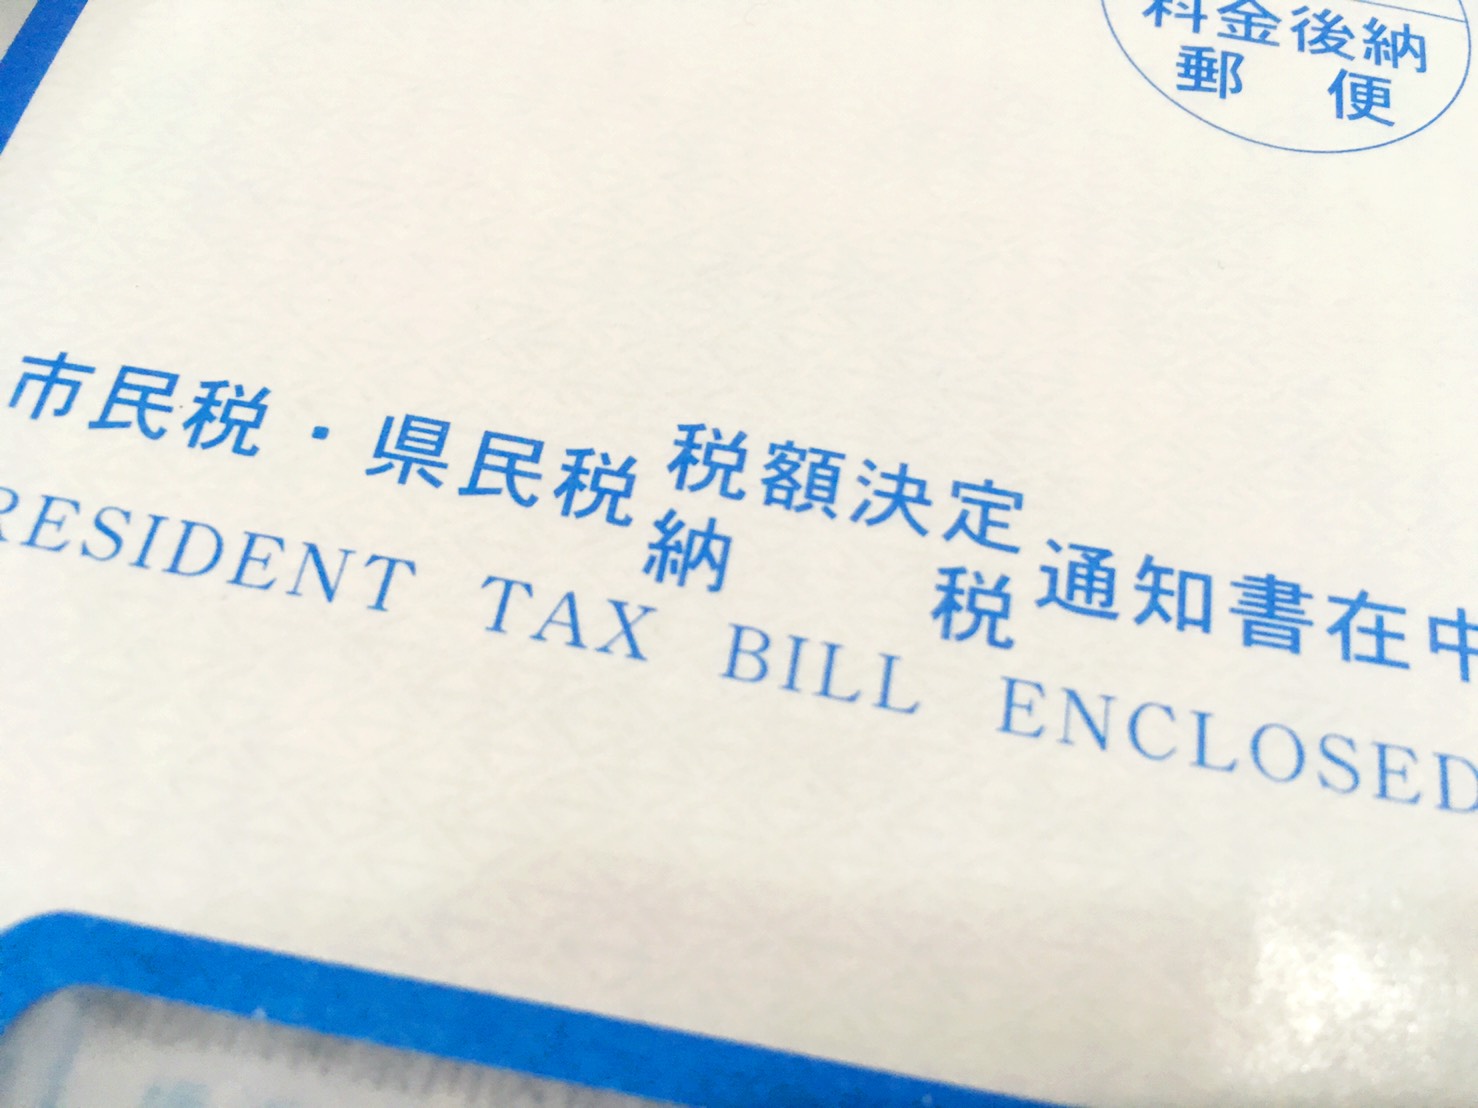 料金後納
郵便
市民税・県民税 税額決定 納税 通知書在中
RESIDENT TAX BILL ENCLOSED